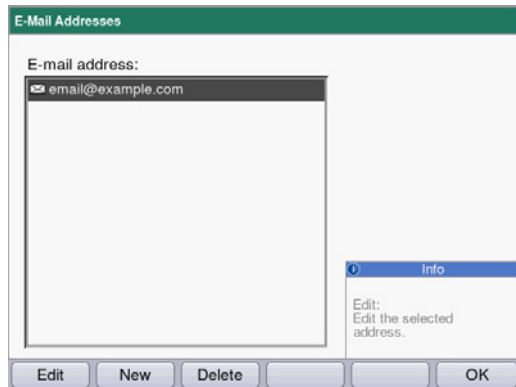 E-Mail Addresses
E-mail address:
email@example.com
Info
Edit:
Edit the selected
address.
Edit New Delete OK